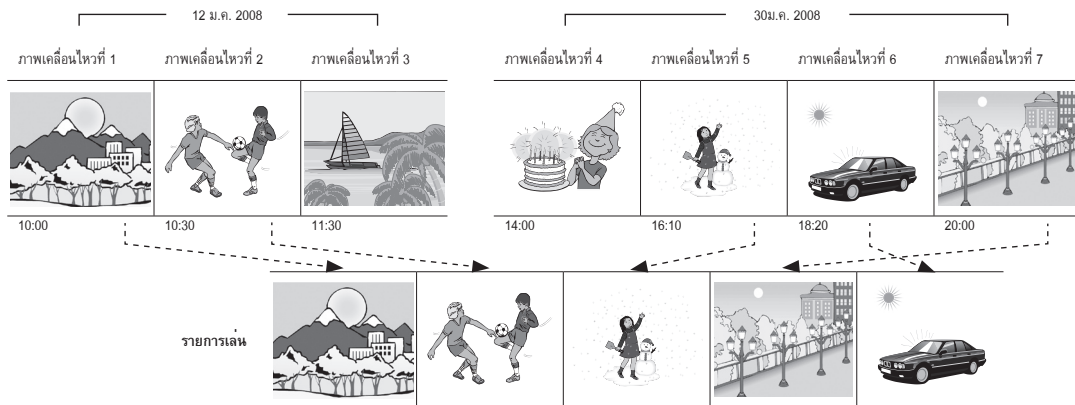 12 ม.ค. 2008 30ม.ค. 2008
ภาพเคลื่อนไหวที่ 1 ภาพเคลื่อนไหวที่ 2 ภาพเคลื่อนไหวที่ 3 ภาพเคลื่อนไหวที่ 4 ภาพเคลื่อนไหวที่ 5 ภาพเคลื่อนไหวที่ 6 ภาพเคลื่อนไหวที่ 7
10:00 10:30 11:30 14:00 16:10 18:20 20:00
รายการเล่น